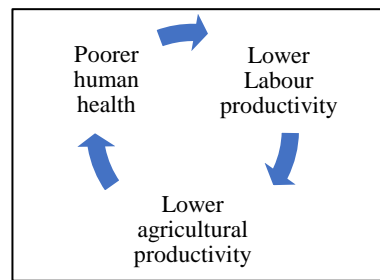 Poorer
human
health
Lower
Labour
productivity
Lower
agricultural
productivity